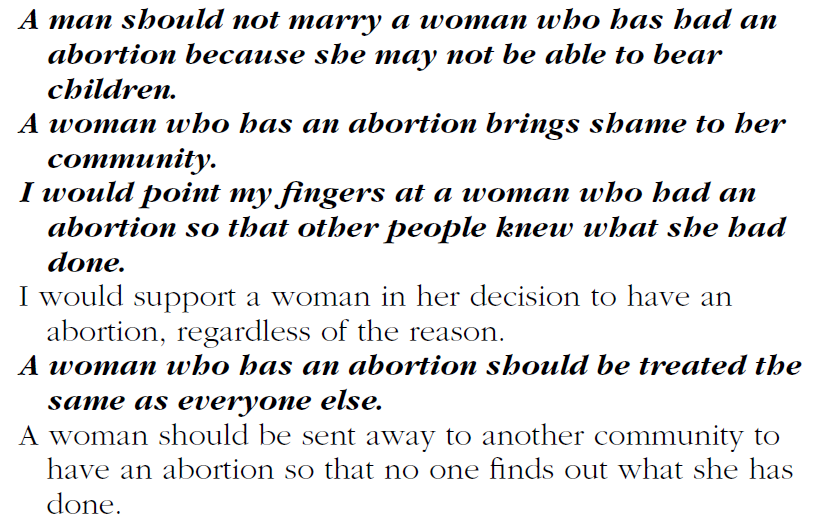 A man should not marry a woman who has had an
abortion because she may not be able to bear
children.
A woman who has an abortion brings shame to her
community.
I would point my fingers at a woman who had an
abortion so that other people knew what she had
done.
I would support a woman in her decision to have an
abortion, regardless of the reason.
A woman who has an abortion should be treated the
same as everyone else.
A woman should be sent away to another community to
have an abortion so that no one finds out what she has
done.